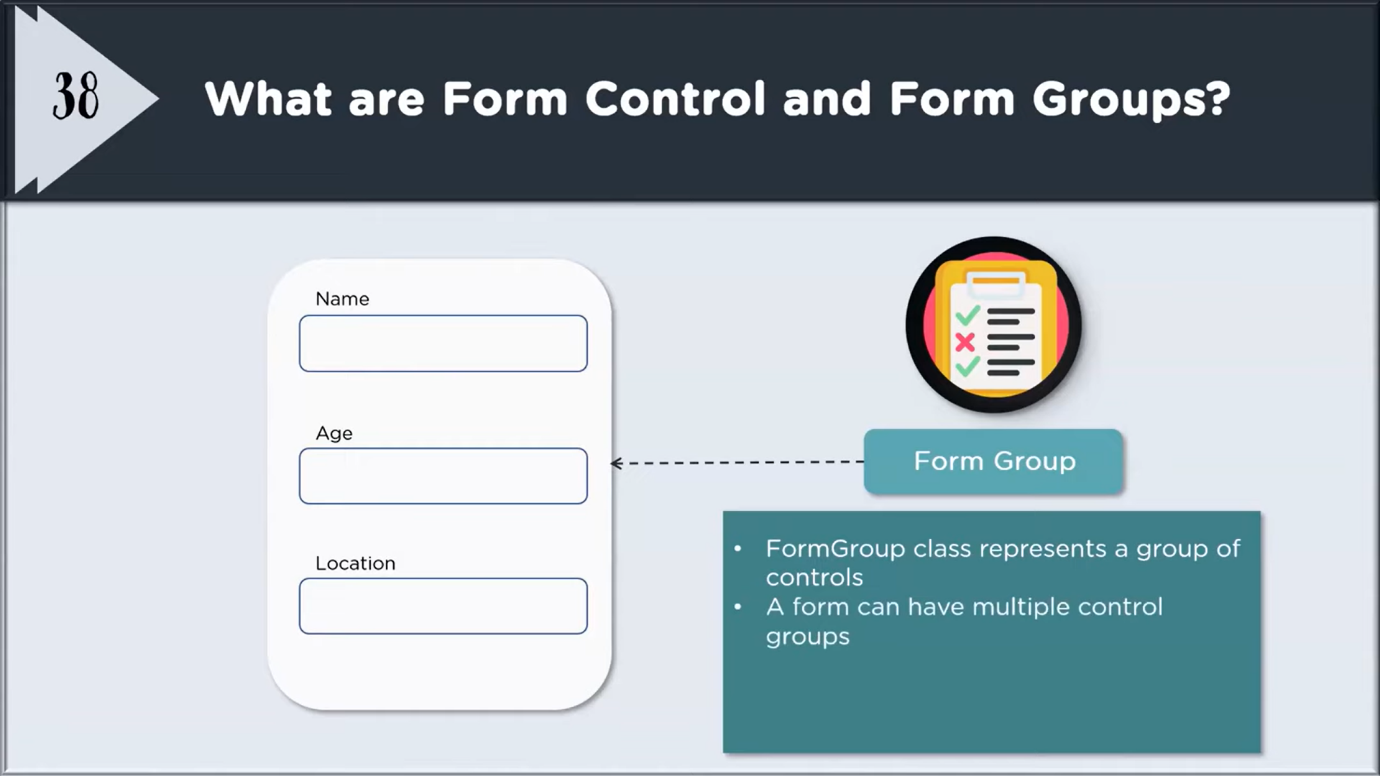 38
What are Form Control and Form Groups?
Name
Age
Location
Form Group
• FormGroup class represents a group of
controls
• A form can have multiple control
groups